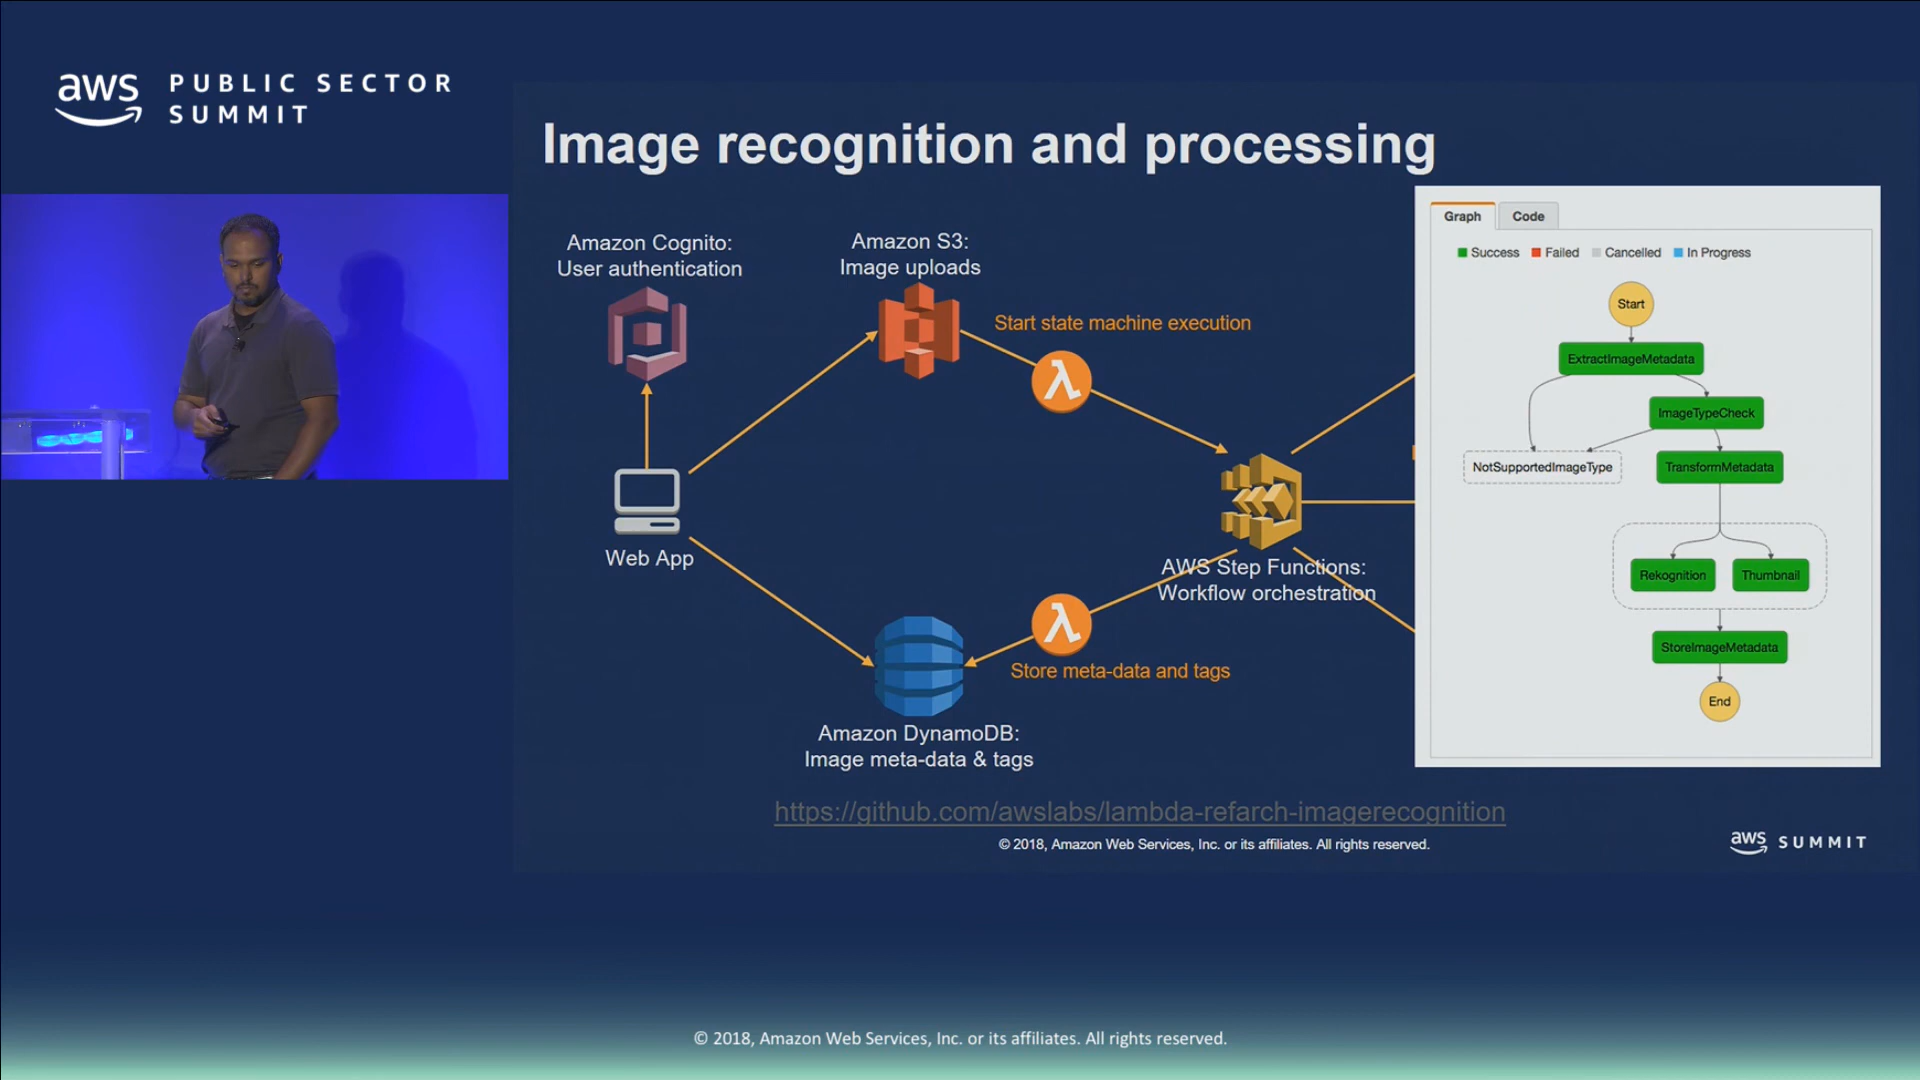 aws PUBLIC SECTOR
SUMMIT
Image recognition and processing
Amazon Cognito:
User authentication
Amazon S3:
Image uploads
Start state machine execution
Web App
AWS Step Functions:
Workflow orchestration
Store meta-data and tags
Amazon DynamoDB:
Image meta-data & tags
Graph
Code
Success
Failed
Cancelled
In Progress
Start
ExtractImageMetadata
ImageTypeCheck
NotSupportedImageType
TransformMetadata
Rekognition
Thumbnail
StoreImageMetadata
End
https://github.com/awslabs/lambda-refarch-imagerecognition
© 2018, Amazon Web Services, Inc. or its affiliates. All rights reserved.
aws SUMMIT
© 2018, Amazon Web Services, Inc. or its affiliates. All rights reserved.